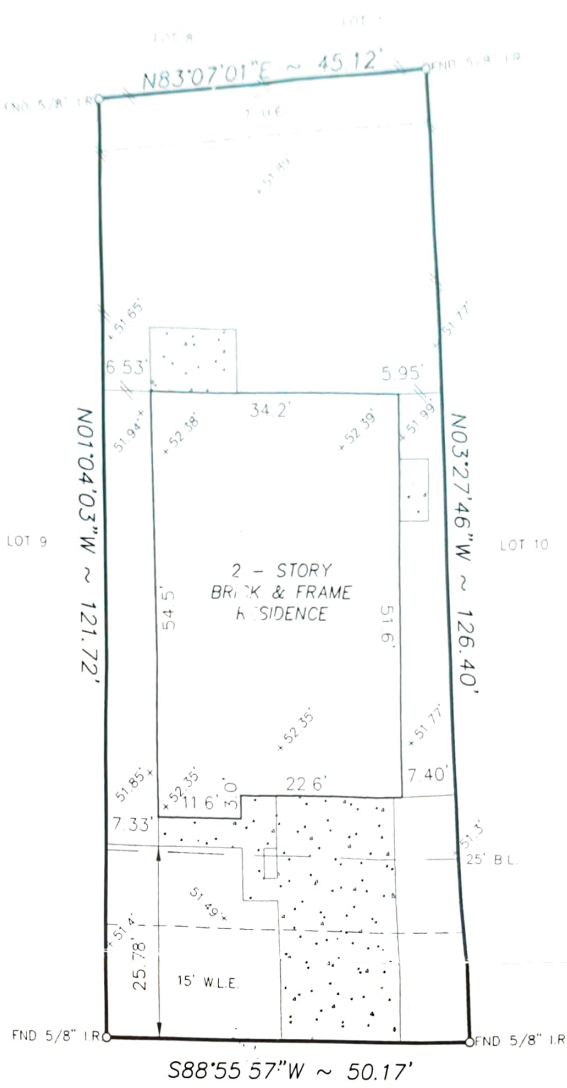 LOT 8
LOT 7
N83°07'01"E ~ 45.12'
FND 5/8" I.R.
FND 5/8" I.R.
U.E.
+51.65'
+51.77'
6.53'
5.95'
34.2'
51.94'+
+52.38'
+52.39'
+51.99'
N01°04'03"W ~ 121.72'
N03°27'46"W ~ 126.40'
LOT 9
LOT 10
2 - STORY
& FRAME
54.5'
51.6'
+52.35'
+51.77'
7.40'
51.85'+
+52.35'
11.6'
3.0'
22.6'
7.33'
25' B.L.
51.49'+
+51.4'
25.78'
15' W.L.E.
FND 5/8" I.R
FND 5/8" I.R
S88°55'57"W ~ 50.17'